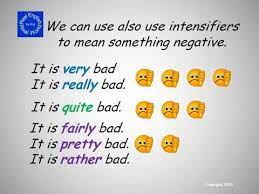 We can use also use intensifiers
to mean something negative.
It is very bad
It is really bad.
It is quite bad.
It is fairly bad.
It is pretty bad.
It is rather bad.